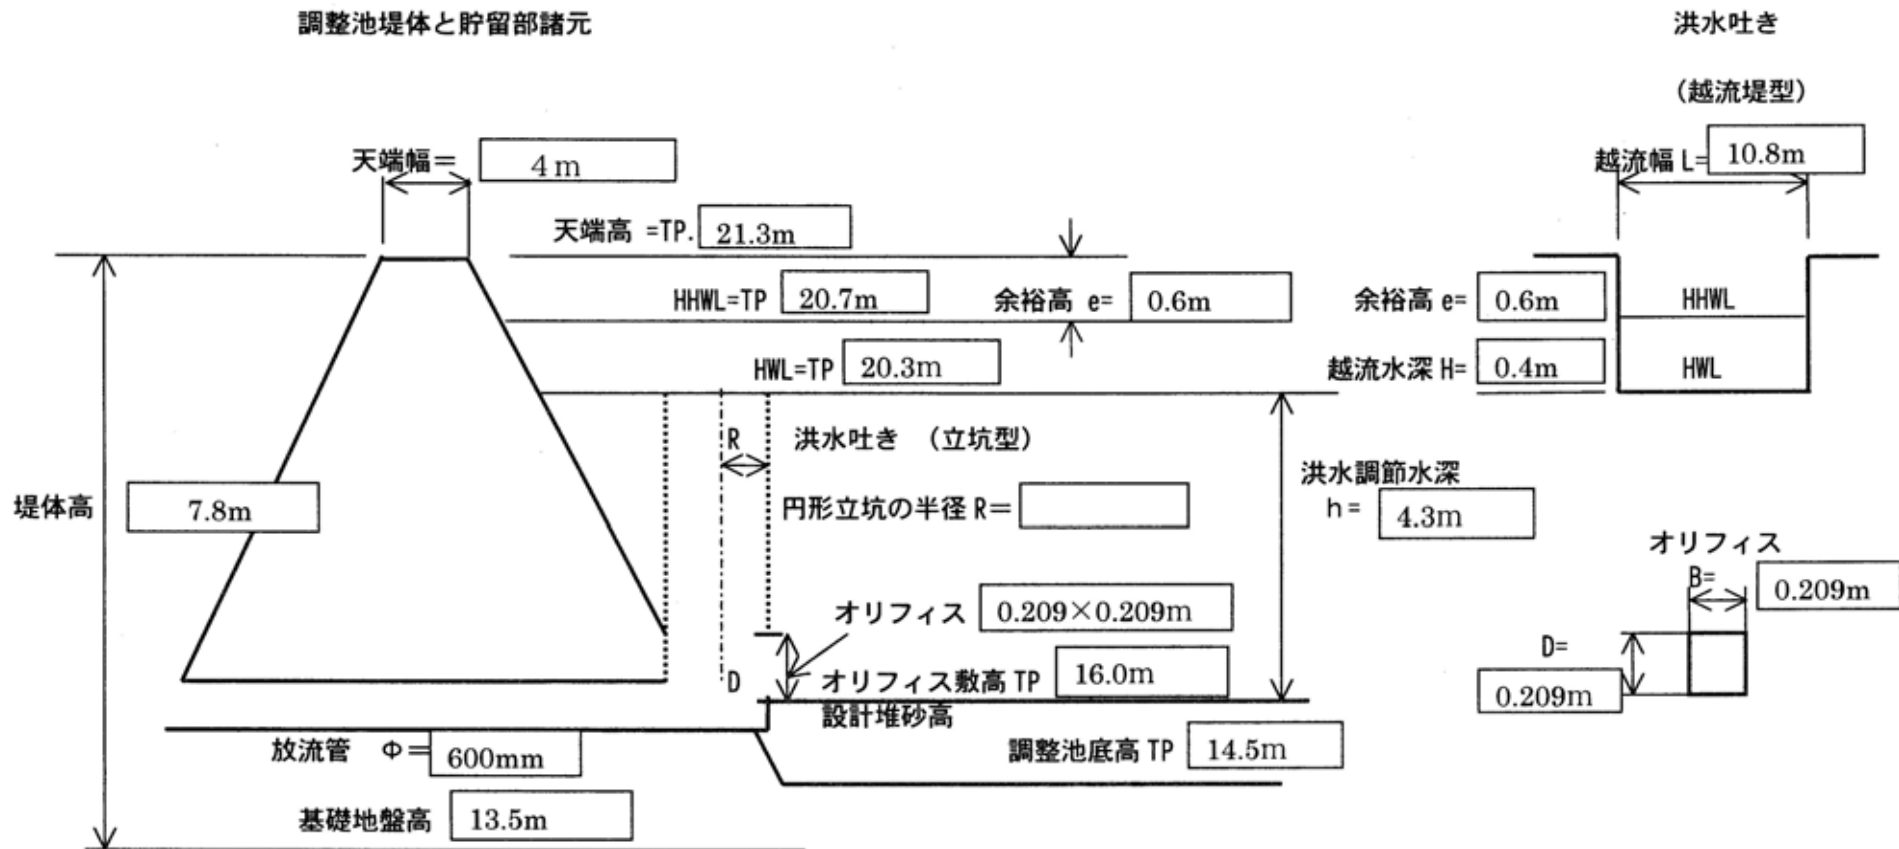 調整池堤体と貯留部諸元
洪水吐き
(越流堤型)
天端幅= 4m
越流幅 L= 10.8m
天端高 =TP. 21.3m
HHWL=TP 20.7m
余裕高 e= 0.6m
余裕高 e= 0.6m
HHWL
HWL=TP 20.3m
越流水深 H= 0.4m
HWL
R
洪水吐き (立坑型)
洪水調節水深
h= 4.3m
堤体高 7.8m
円形立坑の半径 R=
オリフィス
B= 0.209m
オリフィス 0.209×0.209m
D=
0.209m
D
オリフィス敷高 TP 16.0m
設計堆砂高
放流管 Φ= 600mm
調整池底高 TP 14.5m
基礎地盤高 13.5m